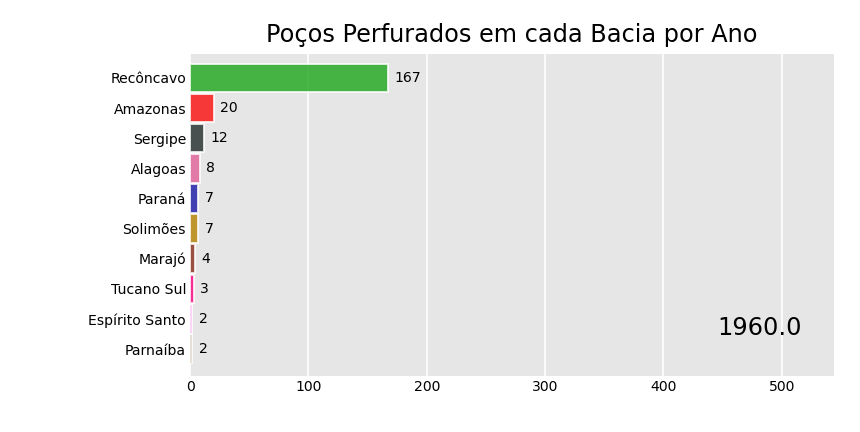 Poços Perfurados em cada Bacia por Ano
Recôncavo 167
Amazonas 20
Sergipe 12
Alagoas 8
Paraná 7
Solimões 7
Marajó 4
Tucano Sul 3
Espírito Santo 2
1960.0
Parnaíba 2
0 100 200 300 400 500